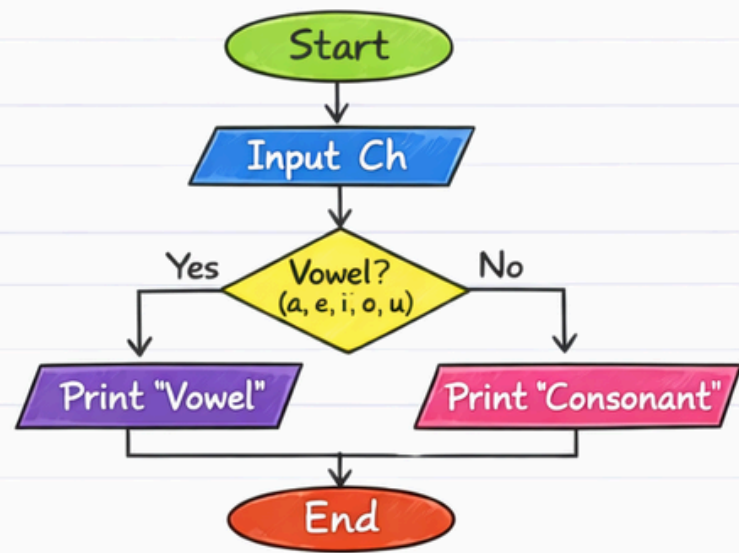 Start
Input Ch
Yes
Vowel?
No
(a, e, i, o, u)
Print "Vowel"
Print "Consonant"
End